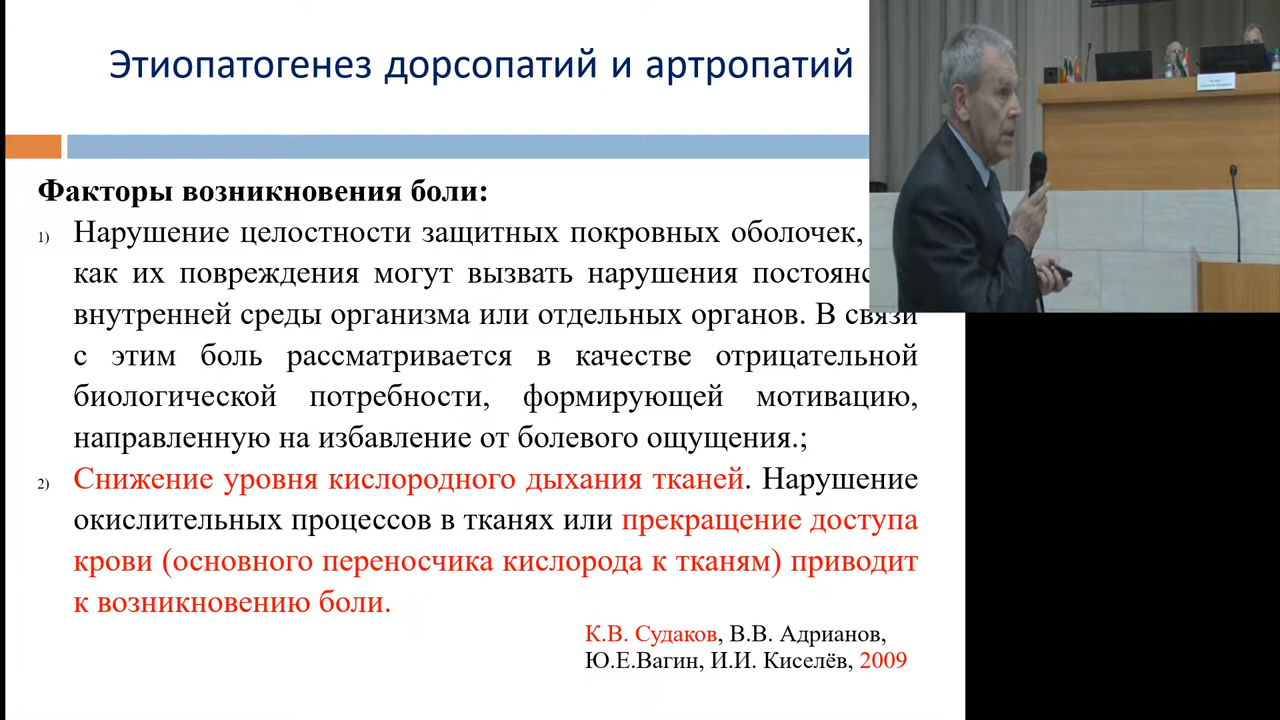 Этиопатогенез дорсопатий и артропатий
Факторы возникновения боли:
1) Нарушение целостности защитных покровных оболочек,
как их повреждения могут вызвать нарушения
внутренней среды организма или отдельных органов. В связи
с этим боль рассматривается в качестве отрицательной
биологической потребности, формирующей мотивацию,
направленную на избавление от болевого ощущения.;
2) Снижение уровня кислородного дыхания тканей. Нарушение
окислительных процессов в тканях или прекращение доступа
крови (основного переносчика кислорода к тканям) приводит
к возникновению боли.
К.В. Судаков, В.В. Адрианов,
Ю.Е.Вагин, И.И. Киселёв, 2009